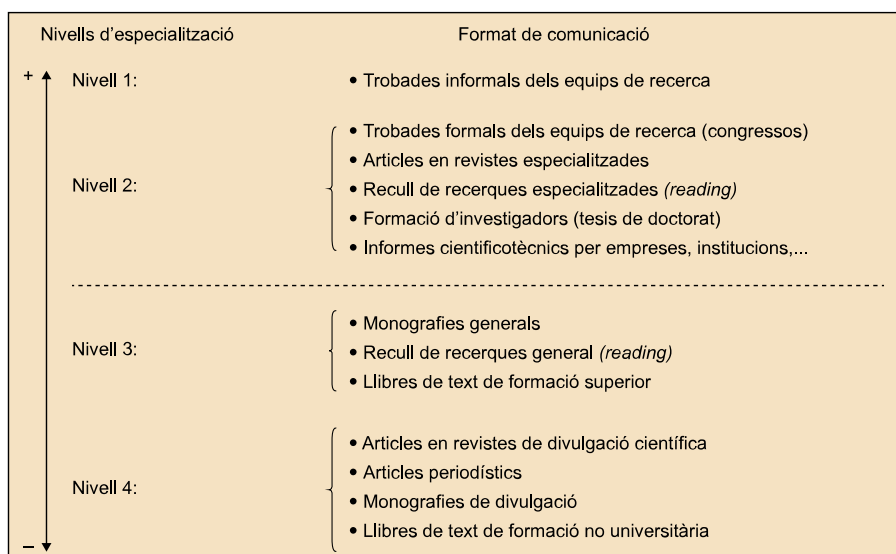 Nivells d'especialització Format de comunicació
+ Nivell 1: • Trobades informals dels equips de recerca
• Trobades formals dels equips de recerca (congressos)
• Articles en revistes especialitzades
Nivell 2: • Recull de recerques especialitzades (reading)
• Formació d'investigadors (tesis de doctorat)
• Informes cientificotècnics per empreses, institucions,...
• Monografies generals
Nivell 3: • Recull de recerques general (reading)
• Llibres de text de formació superior
• Articles en revistes de divulgació científica
• Articles periodístics
Nivell 4: • Monografies de divulgació
– • Llibres de text de formació no universitària